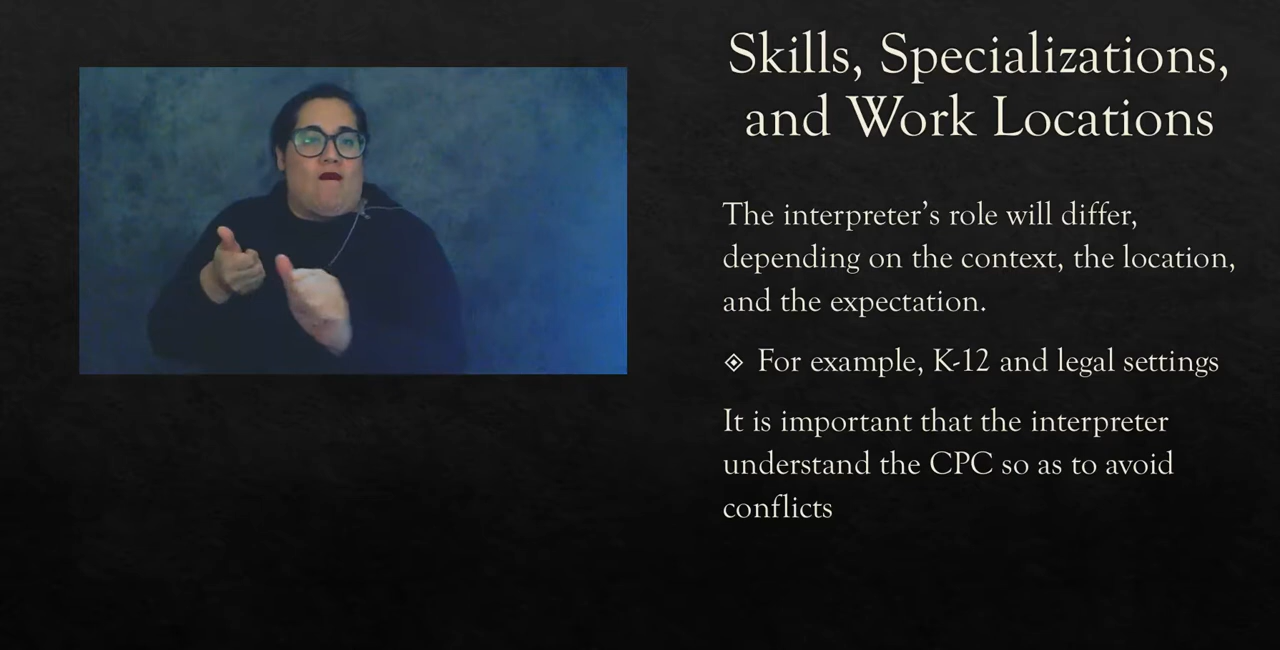 Skills, Specializations,
and Work Locations
The interpreter’s role will differ,
depending on the context, the location,
and the expectation.
For example, K-12 and legal settings
It is important that the interpreter
understand the CPC so as to avoid
conflicts